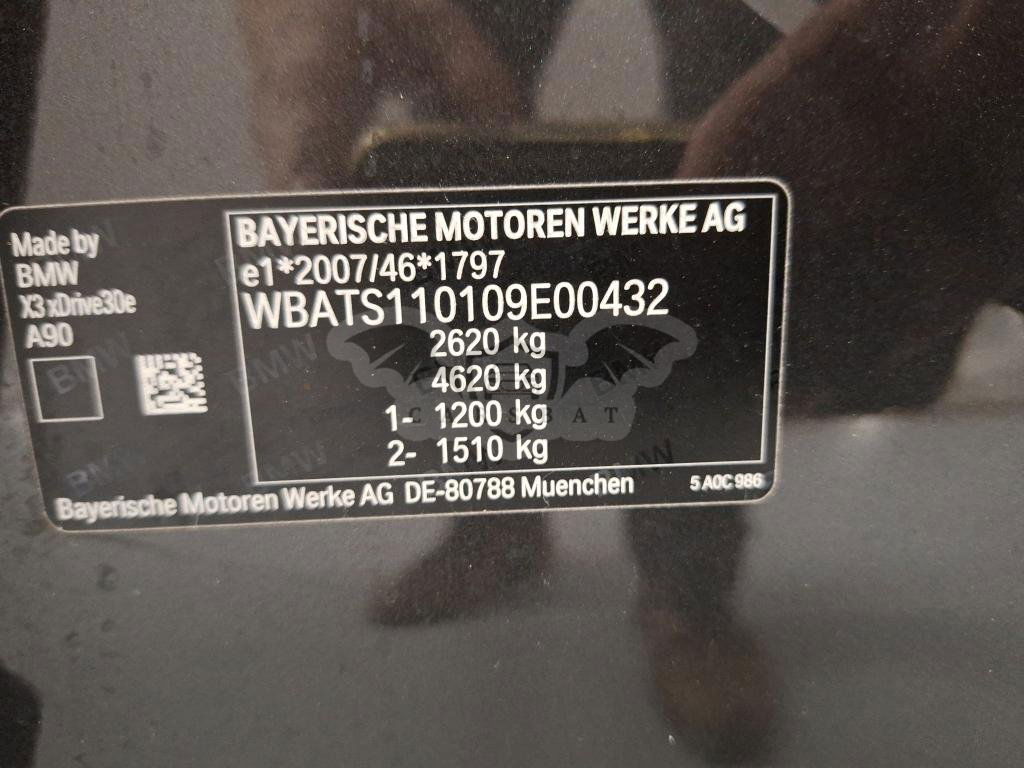 Made by
BMW
X3 xDrive30e
A90
BAYERISCHE MOTOREN WERKE AG
e1*2007/46*1797
WBATS110109E00432
2620 kg
4620 kg
1- 1200 kg
2- 1510 kg
Bayerische Motoren Werke AG DE-80788 Muenchen
5 A0C 986